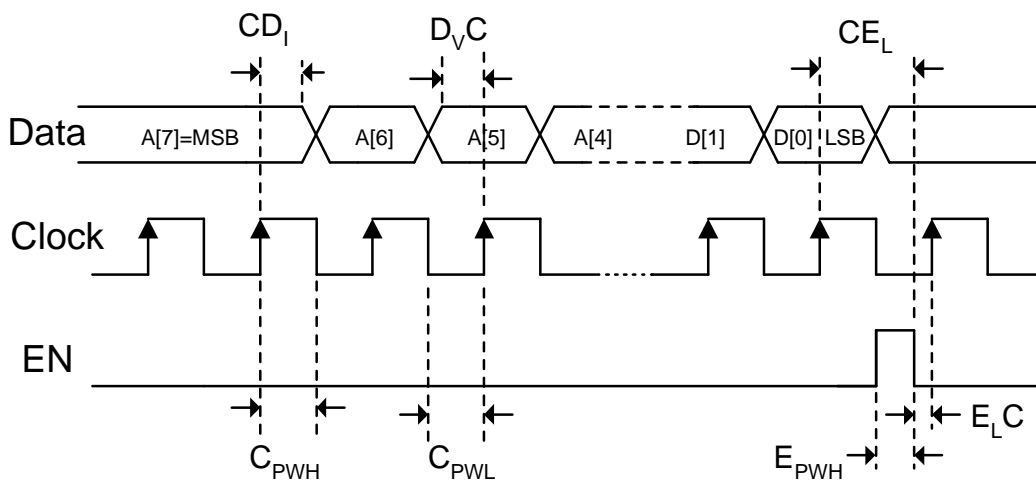 CD_I D_VC CE_L
Data A[7]=MSB A[6] A[5] A[4] D[1] D[0] LSB
Clock
EN
E_LC
C_PWH C_PWL E_PWH